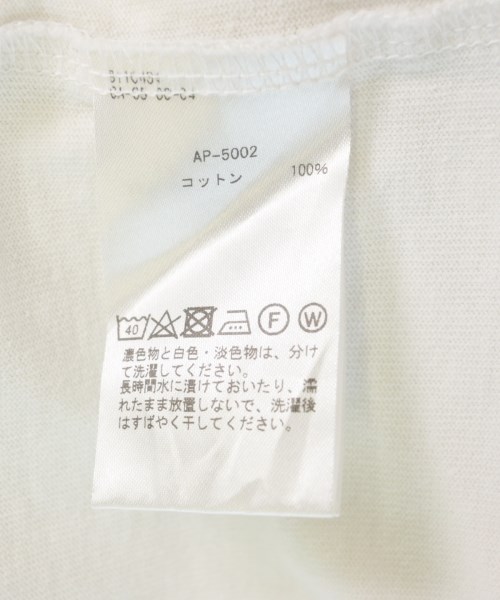 AP-5002
コットン 100%
40 F W
濃色物と白色・淡色物は、分け
て洗濯してください。
長時間水に漬けておいたり、濡
れたまま放置しないで、洗濯後
はすばやく干してください。